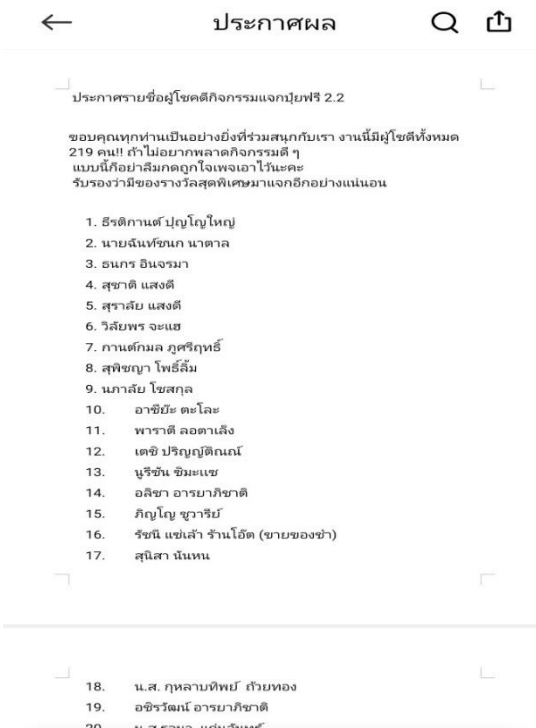 ประกาศผล
ประกาศรายชื่อผู้โชคดีกิจกรรมแจกปุ๋ยฟรี 2.2
ขอบคุณทุกท่านเป็นอย่างยิ่งที่ร่วมสนุกกับเรา งานนี้มีผู้โชดีทั้งหมด
219 คน!! ถ้าไม่อยากพลาดกิจกรรมดี ๆ
แบบนี้ก็อย่าลืมกดถูกใจเพจเอาไว้นะคะ
รับรองว่ามีของรางวัลสุดพิเศษมาแจกอีกอย่างแน่นอน
1. ธีรติกานต์ ปุญโญใหญ่
2. นายฉันท์ชนก นาตาล
3. ธนกร อินจรมา
4. สุชาติ แสงดี
5. สุราลัย แสงดี
6. วิลัยพร จะแฮ
7. กานต์กมล ภูศรีฤทธิ์
8. สุพิชญา โพธิ์ลิ้ม
9. นภาลัย โชสกุล
10. อาซียะ ตะโละ
11. พาราตี ลอตาเล็ง
12. เตชิ ปริญญ์ติณณ์
13. นูรีซัน ซิมะแซ
14. อลิชา อารยาภิชาติ
15. ภิญโญ ชูวารีย์
16. รัชนี แซ่เล้า ร้านโอ๊ต (ขายของชำ)
17. สุนิสา นันหน
18. น.ส. กุหลาบทิพย์ ถ้วยทอง
19. อชิรวัฒน์ อารยาภิชาติ